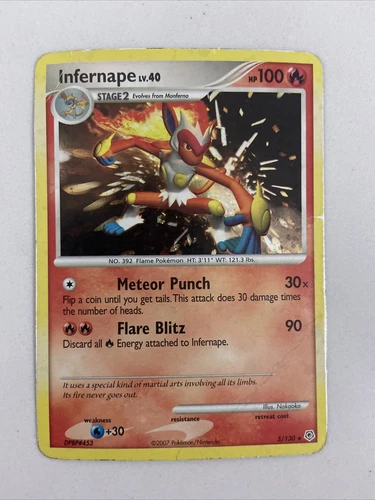 Infernape LV.40 HP 100
STAGE 2 Evolves from Monferno
NO. 392 Flame Pokémon HT: 3'11" WT: 121.3 lbs.
Meteor Punch 30x
Flip a coin until you get tails. This attack does 30 damage times
the number of heads.
Flare Blitz 90
Discard all Energy attached to Infernape.
It uses a special kind of martial arts involving all its limbs.
Its fire never goes out.
Illus. Nakaoka
weakness resistance retreat cost
+30
DPBP#453 ©2007 Pokémon/Nintendo 5/130